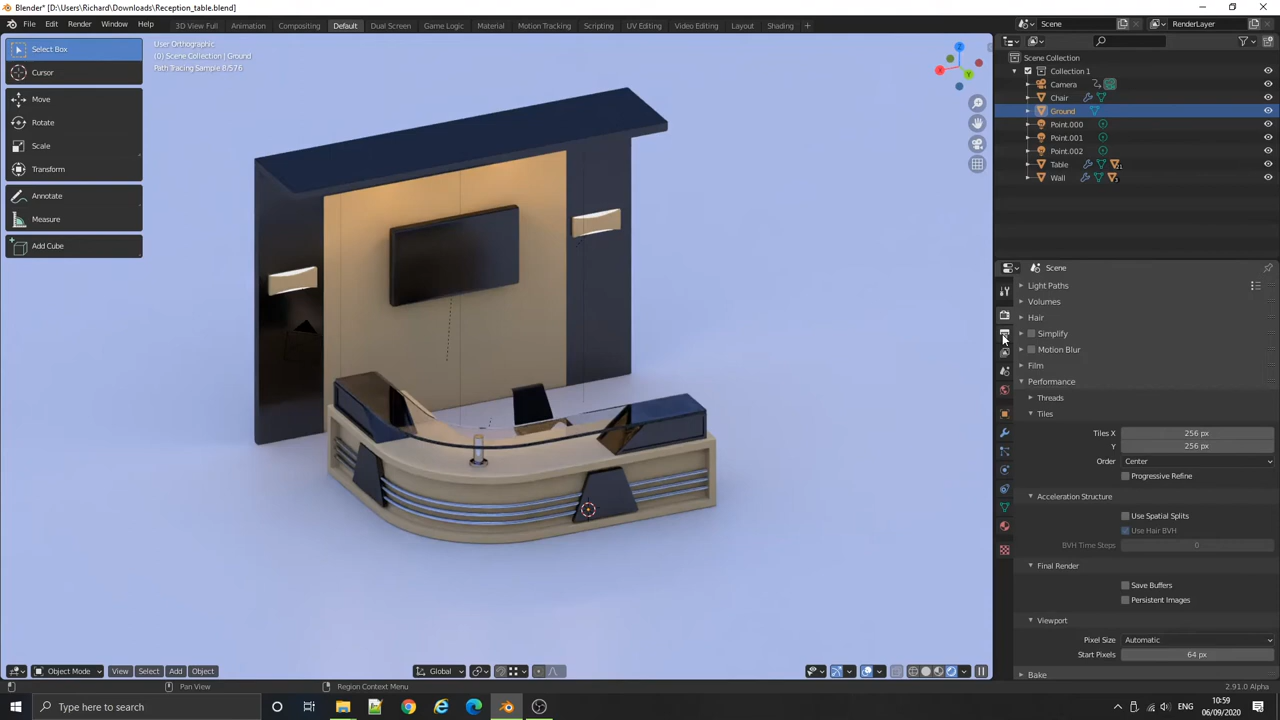 Blender* [D:\Users\Richard\Downloads\Reception_table.blend]
File Edit Render Window Help 3D View Full Animation Compositing Default Dual Screen Game Logic Material Motion Tracking Scripting UV Editing Video Editing Layout Shading + Scene RenderLayer
Select Box
Cursor
Move
Rotate
Scale
Transform
Annotate
Measure
Add Cube
User Orthographic
(0) Scene Collection | Ground
Path Tracing Sample 8/576
Z
X
Y
Scene Collection
Collection 1
Camera
Chair
Ground
Point.000
Point.001
Point.002
Table 21
Wall 3
Scene
Light Paths
Volumes
Hair
Simplify
Motion Blur
Film
Performance
Threads
Tiles
Tiles X 256 px
Y 256 px
Order Center
Progressive Refine
Acceleration Structure
Use Spatial Splits
Use Hair BVH
BVH Time Steps 0
Final Render
Save Buffers
Persistent Images
Viewport
Pixel Size Automatic
Start Pixels 64 px
Bake
Object Mode View Select Add Object Global
Pan View Region Context Menu 2.91.0 Alpha
Type here to search
10:59
06/09/2020